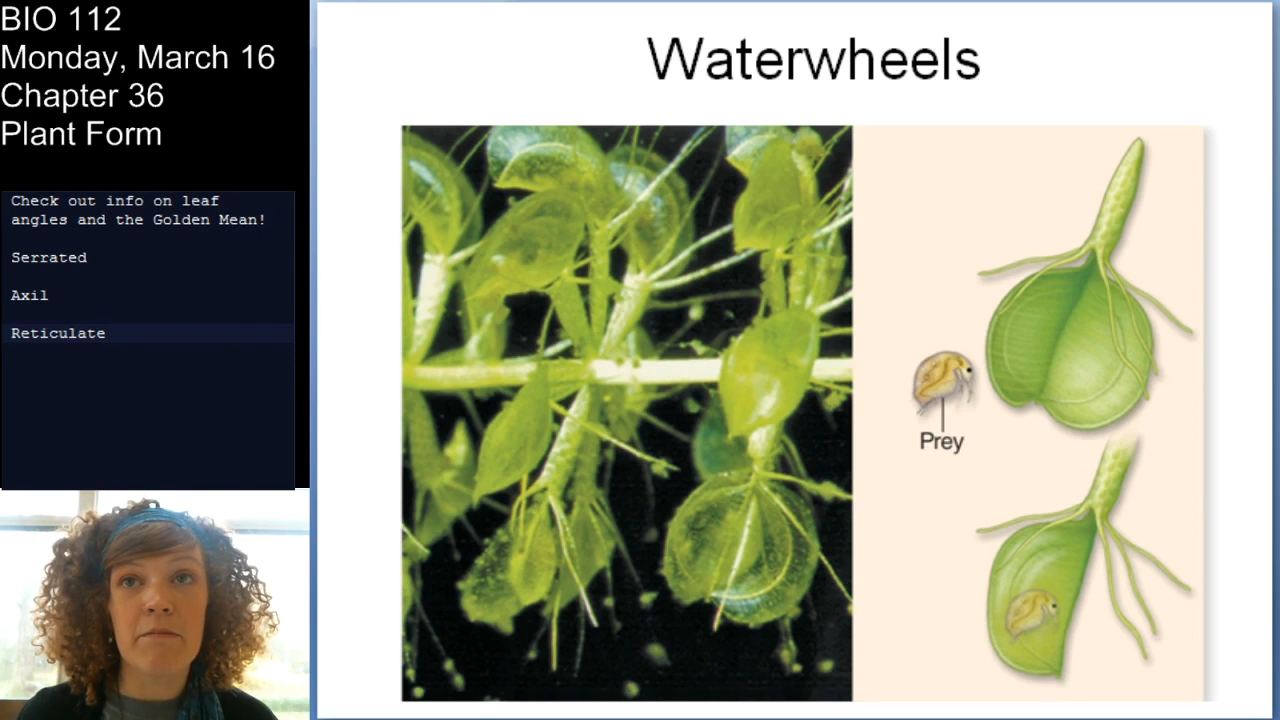 BIO 112
Monday, March 16
Chapter 36
Plant Form
Check out info on leaf
angles and the Golden Mean!
Serrated
Axil
Reticulate
Waterwheels
Prey